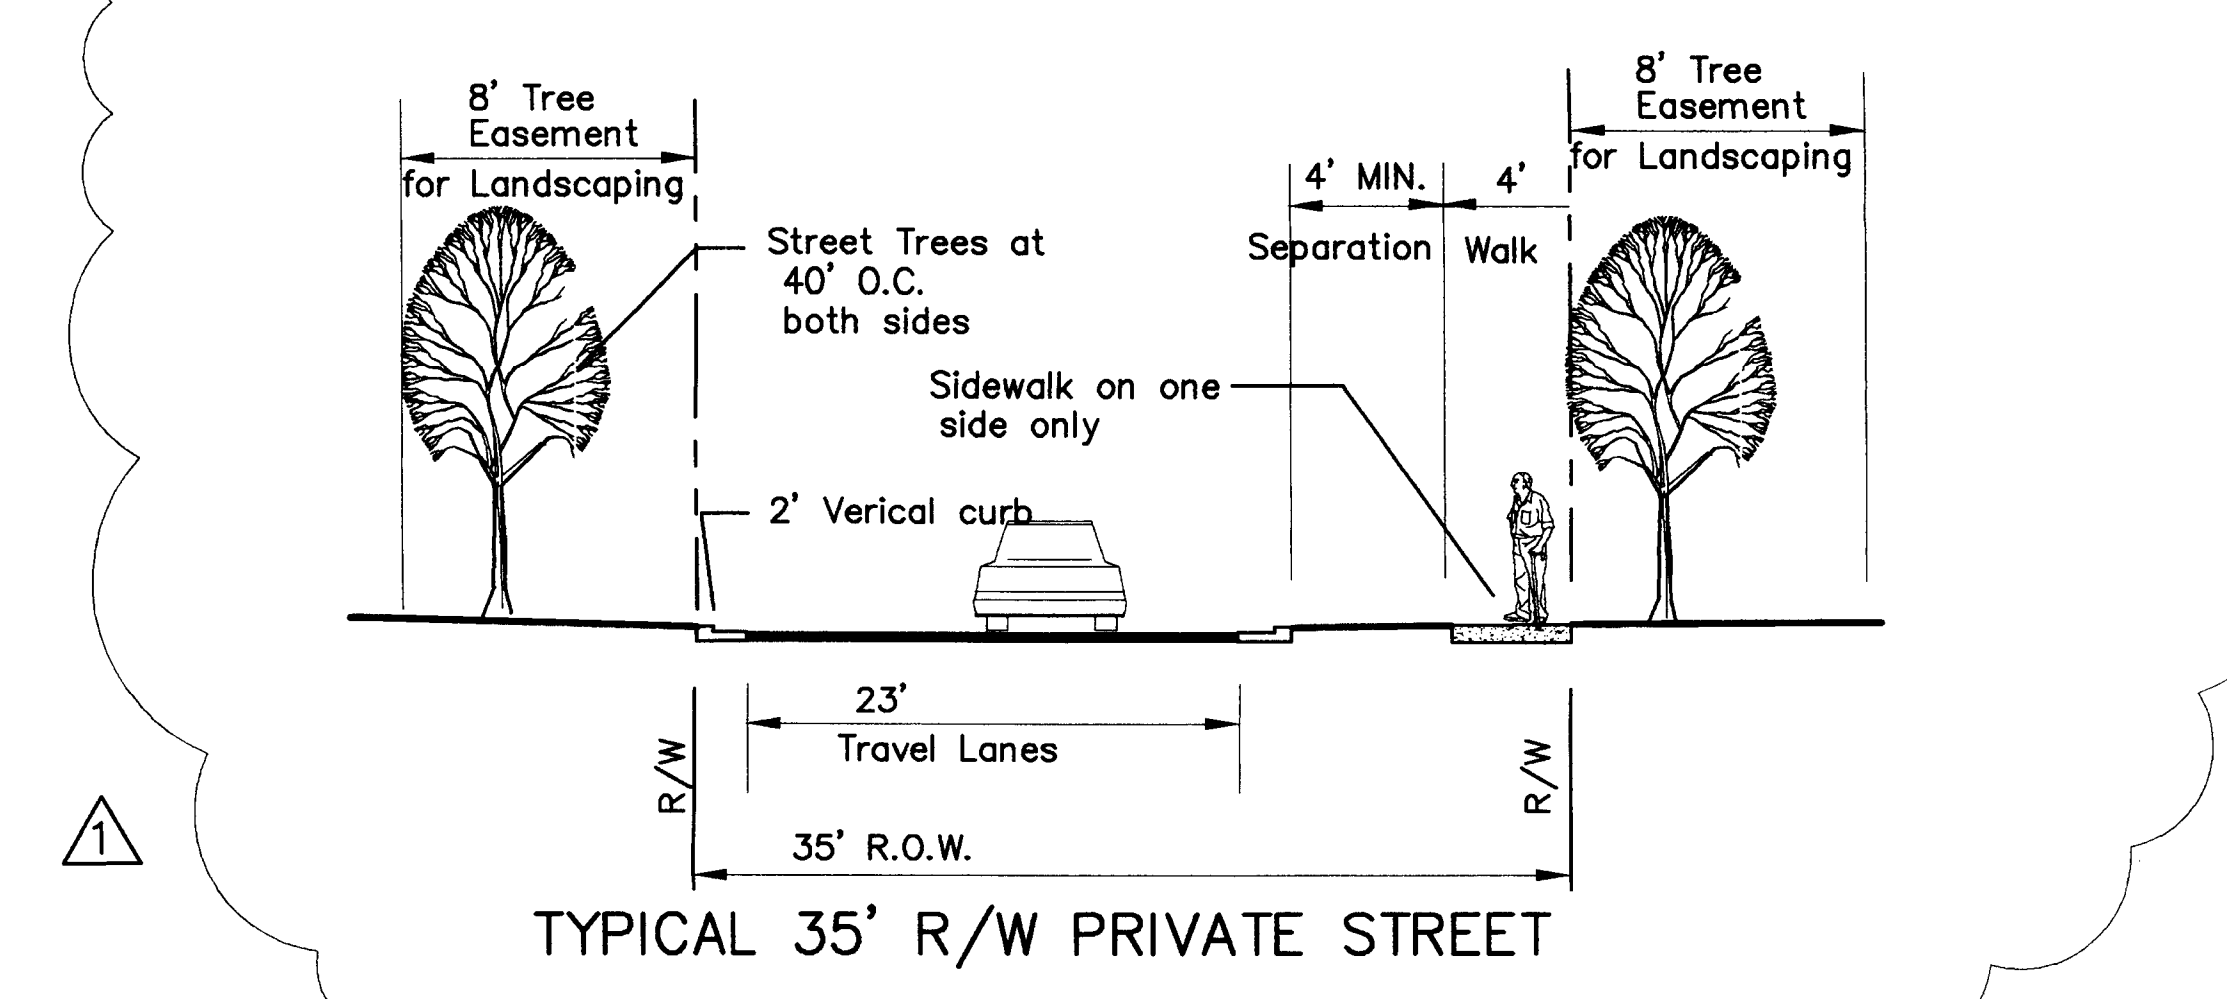 8' Tree
Easement
for Landscaping
8' Tree
Easement
for Landscaping
4' MIN.
4'
Separation
Walk
Street Trees at
40' O.C.
both sides
Sidewalk on one
side only
2' Verical curb
23'
Travel Lanes
R/W
R/W
35' R.O.W.
1
TYPICAL 35' R/W PRIVATE STREET